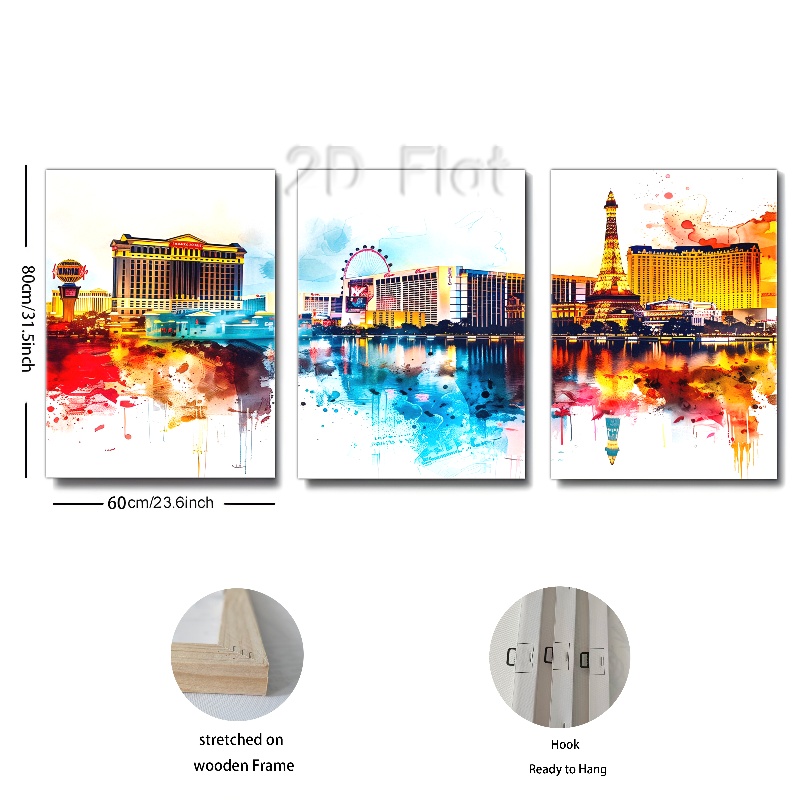 2D Flat
80cm/31.5inch
60cm/23.6inch
stretched on
wooden Frame
Hook
Ready to Hang